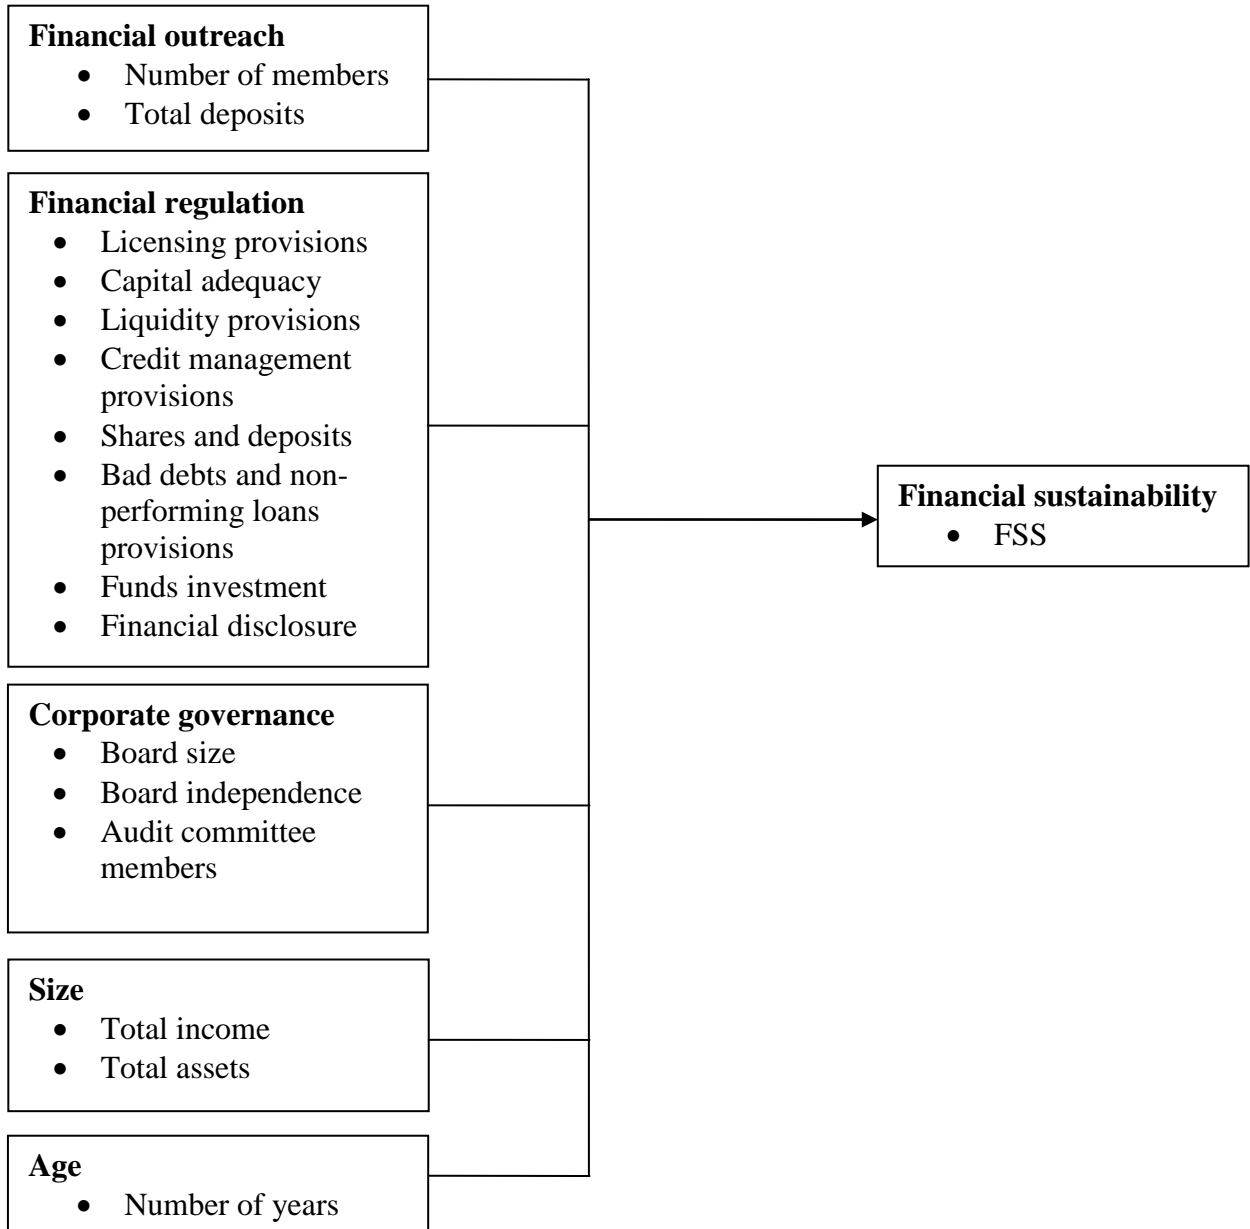 Financial outreach
• Number of members
• Total deposits
Financial regulation
• Licensing provisions
• Capital adequacy
• Liquidity provisions
• Credit management
provisions
• Shares and deposits
• Bad debts and non-
performing loans
provisions
• Funds investment
• Financial disclosure
Corporate governance
• Board size
• Board independence
• Audit committee
members
Size
• Total income
• Total assets
Age
• Number of years
Financial sustainability
• FSS